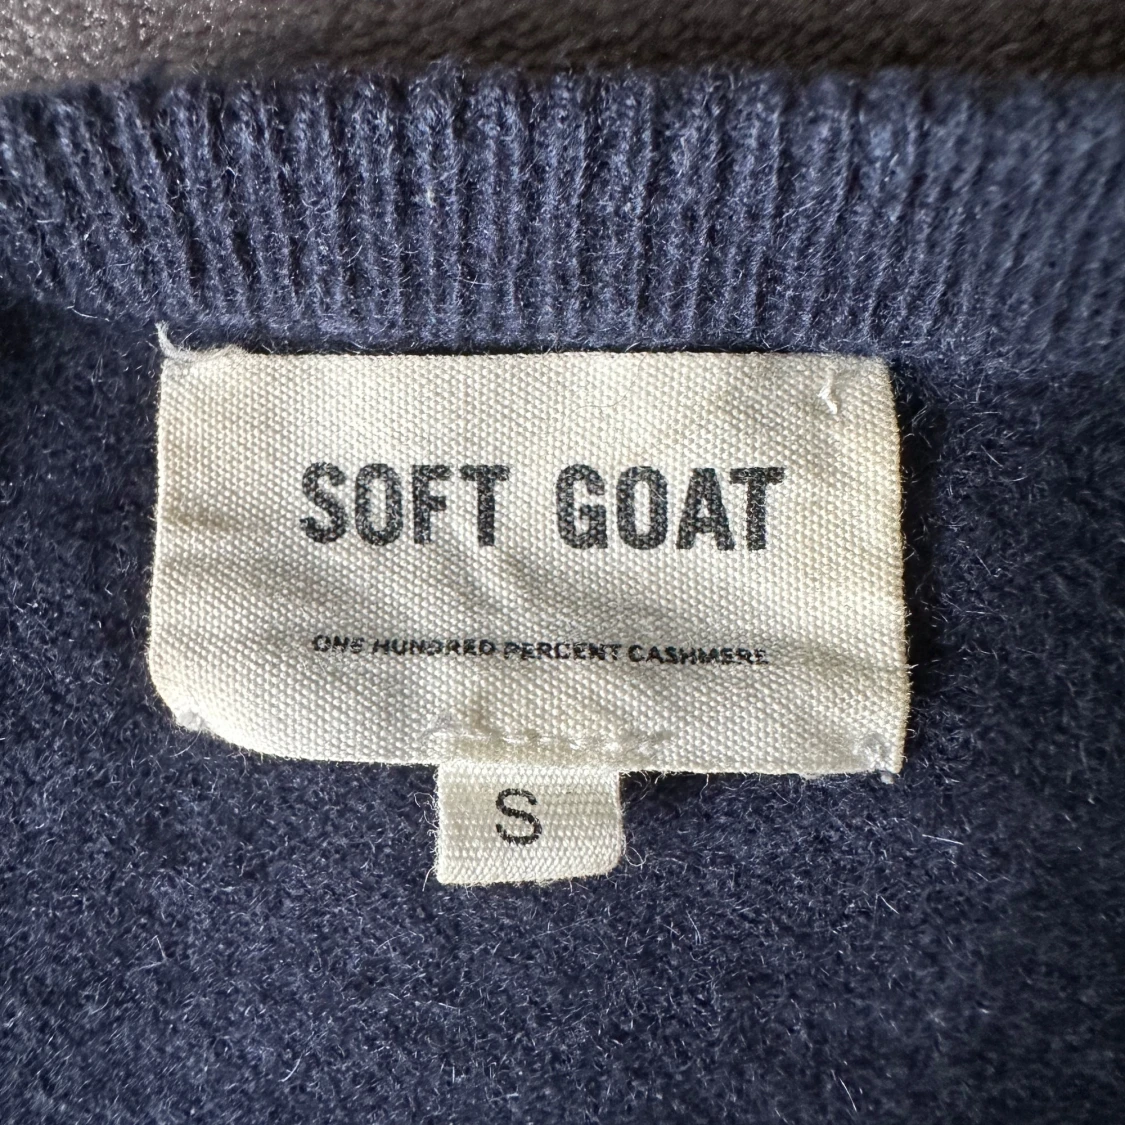 SOFT GOAT
ONE HUNDRED PERCENT CASHMERE
S